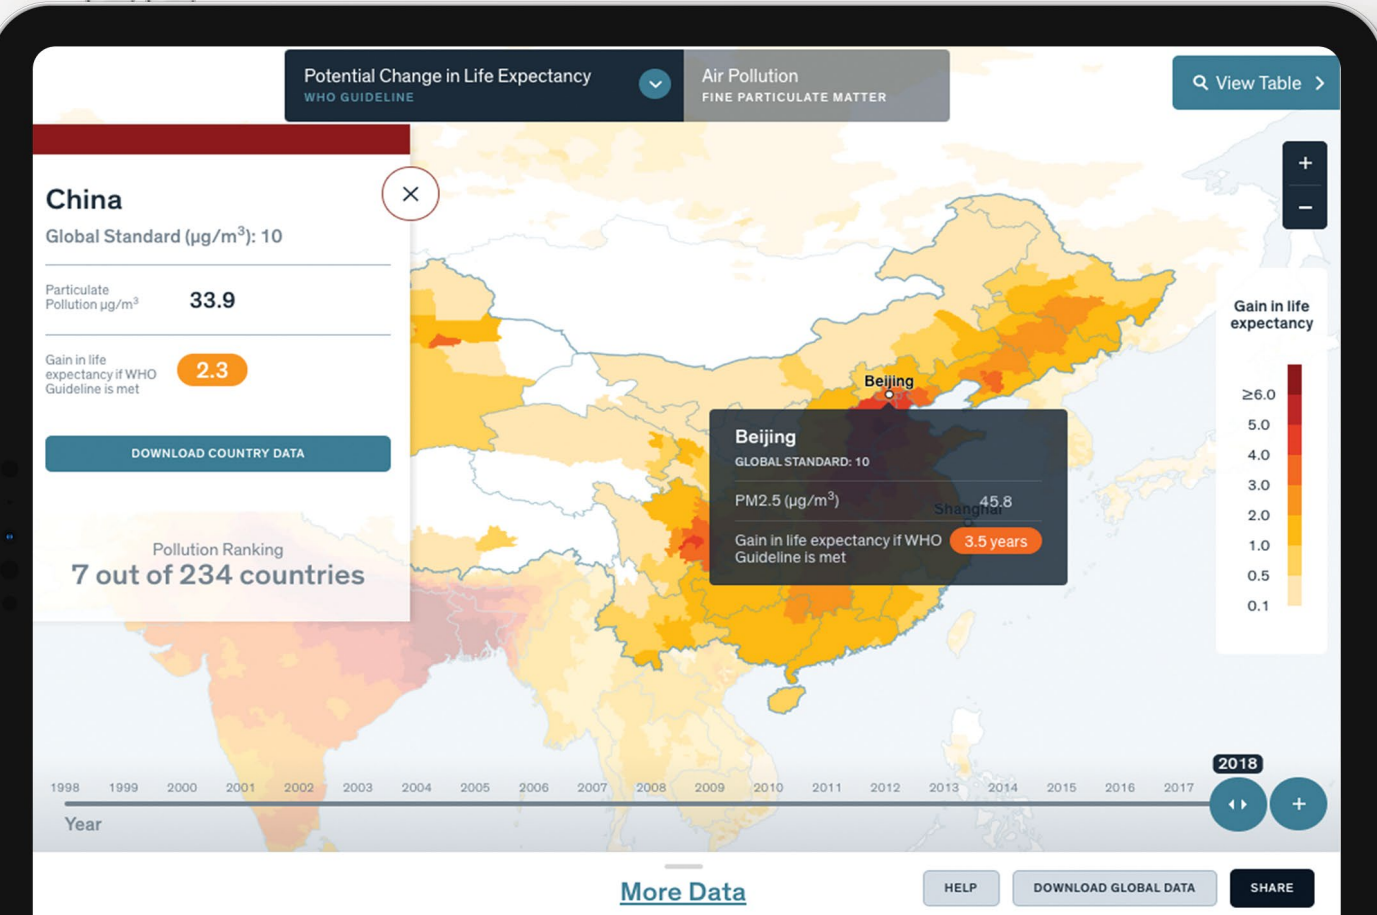 Potential Change in Life Expectancy
WHO GUIDELINE
Air Pollution
FINE PARTICULATE MATTER
View Table
China
Global Standard (µg/m³): 10
Particulate
Pollution µg/m³
33.9
Gain in life
expectancy if WHO
Guideline is met
2.3
DOWNLOAD COUNTRY DATA
Pollution Ranking
7 out of 234 countries
+
−
Gain in life
expectancy
≥6.0
5.0
4.0
3.0
2.0
1.0
0.5
0.1
Beijing
Beijing
GLOBAL STANDARD: 10
PM2.5 (µg/m³) 45.8
Shanghai
Gain in life expectancy if WHO
Guideline is met
3.5 years
2018
1998 1999 2000 2001 2002 2003 2004 2005 2006 2007 2008 2009 2010 2011 2012 2013 2014 2015 2016 2017
+
Year
More Data
HELP
DOWNLOAD GLOBAL DATA
SHARE